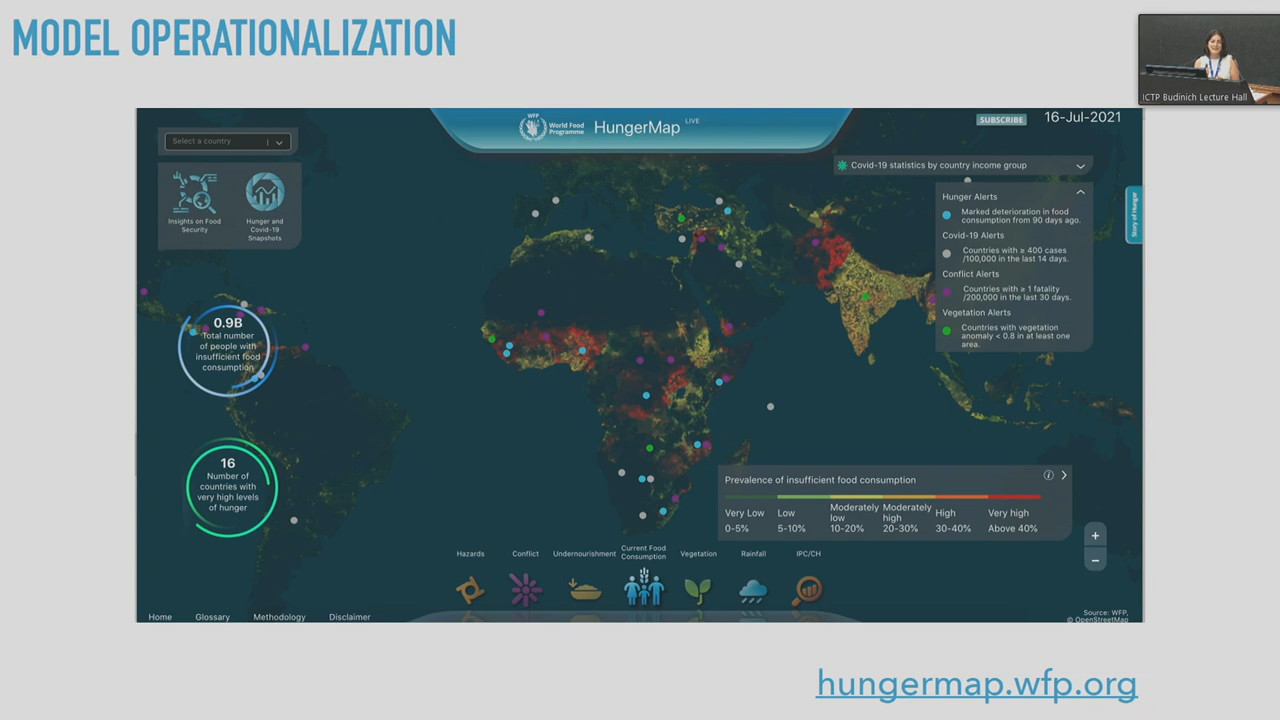 MODEL OPERATIONALIZATION
ICTP Budinich Lecture Hall
WFP
World Food
Programme
HungerMap LIVE
SUBSCRIBE
16-Jul-2021
Select a country
Covid-19 statistics by country income group
Insights on Food
Security
Hunger and
Covid-19
Snapshots
Hunger Alerts
Marked deterioration in food
consumption from 90 days ago.
Covid-19 Alerts
Countries with ≥ 400 cases
/100,000 in the last 14 days.
Conflict Alerts
Countries with ≥ 1 fatality
/200,000 in the last 30 days.
Vegetation Alerts
Countries with vegetation
anomaly < 0.8 in at least one
area.
Story of Hunger
0.9B
Total number
of people with
insufficient food
consumption
16
Number of
countries with
very high levels
of hunger
Prevalence of insufficient food consumption
Very Low
0-5%
Low
5-10%
Moderately
low
10-20%
Moderately
high
20-30%
High
30-40%
Very high
Above 40%
Hazards
Conflict
Undernourishment
Current Food
Consumption
Vegetation
Rainfall
IPC/CH
Home
Glossary
Methodology
Disclaimer
Source: WFP,
© OpenStreetMap
hungermap.wfp.org